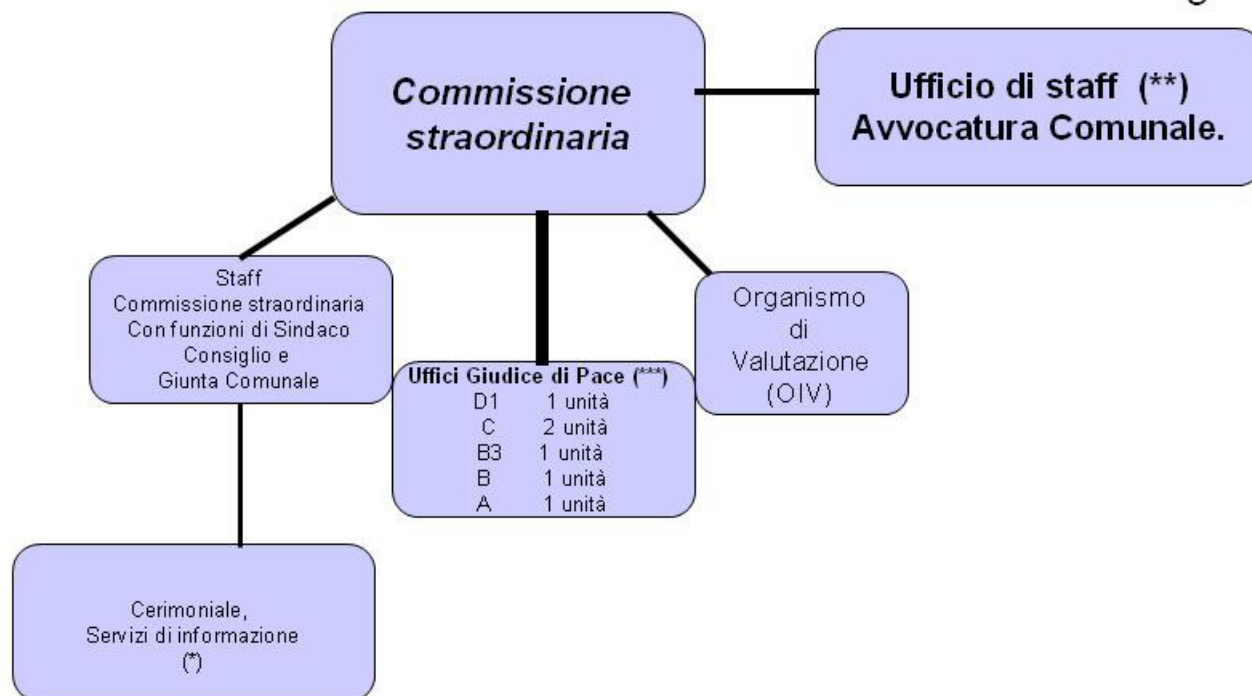 Commissione
straordinaria
Ufficio di staff (**)
Avvocatura Comunale.
Staff
Commissione straordinaria
Con funzioni di Sindaco
Consiglio e
Giunta Comunale
Uffici Giudice di Pace (***)
D1 1 unità
C 2 unità
B3 1 unità
B 1 unità
A 1 unità
Organismo
di
Valutazione
(OIV)
Cerimoniale,
Servizi di informazione
(*)